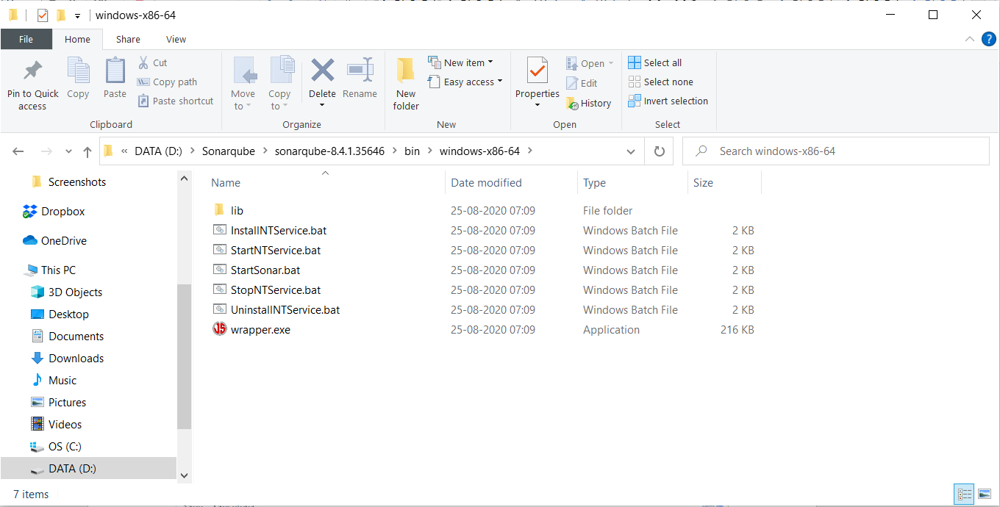 windows-x86-64
File Home Share View
Pin to Quick access
Copy
Paste
Cut
Copy path
Paste shortcut
Clipboard
Move to
Copy to
Delete
Rename
Organize
New folder
New item
Easy access
New
Properties
Open
Edit
History
Open
Select all
Select none
Invert selection
Select
« DATA (D:) > Sonarqube > sonarqube-8.4.1.35646 > bin > windows-x86-64 >
Search windows-x86-64
Screenshots
Dropbox
OneDrive
This PC
3D Objects
Desktop
Documents
Downloads
Music
Pictures
Videos
OS (C:)
DATA (D:)
Name Date modified Type Size
lib 25-08-2020 07:09 File folder
InstallNTService.bat 25-08-2020 07:09 Windows Batch File 2 KB
StartNTService.bat 25-08-2020 07:09 Windows Batch File 2 KB
StartSonar.bat 25-08-2020 07:09 Windows Batch File 2 KB
StopNTService.bat 25-08-2020 07:09 Windows Batch File 2 KB
UninstallNTService.bat 25-08-2020 07:09 Windows Batch File 2 KB
wrapper.exe 25-08-2020 07:09 Application 216 KB
7 items